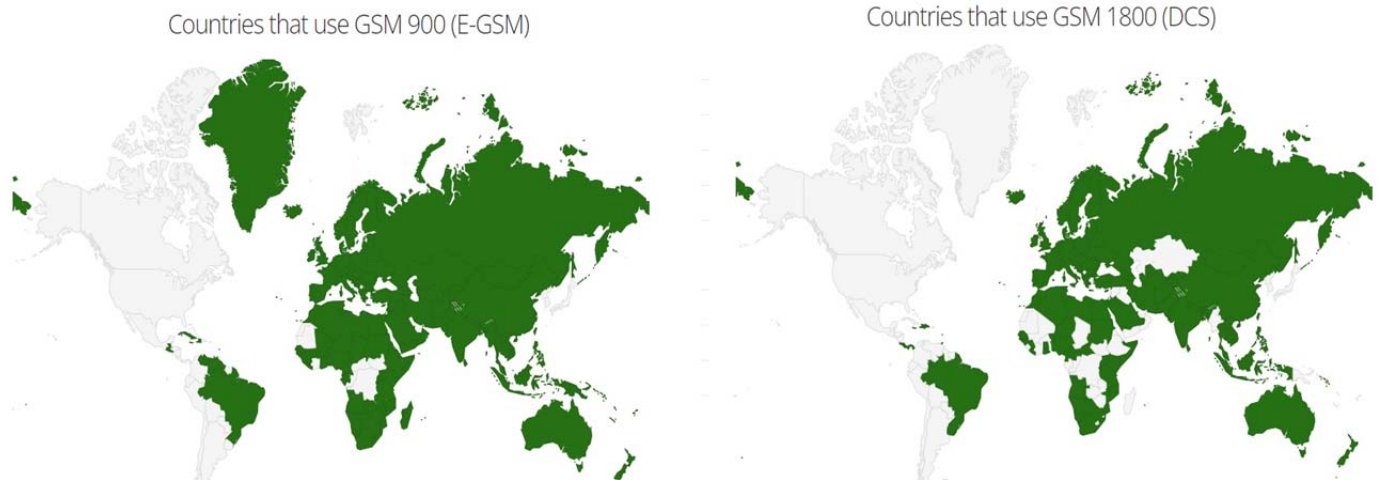 Countries that use GSM 900 (E-GSM)
Countries that use GSM 1800 (DCS)